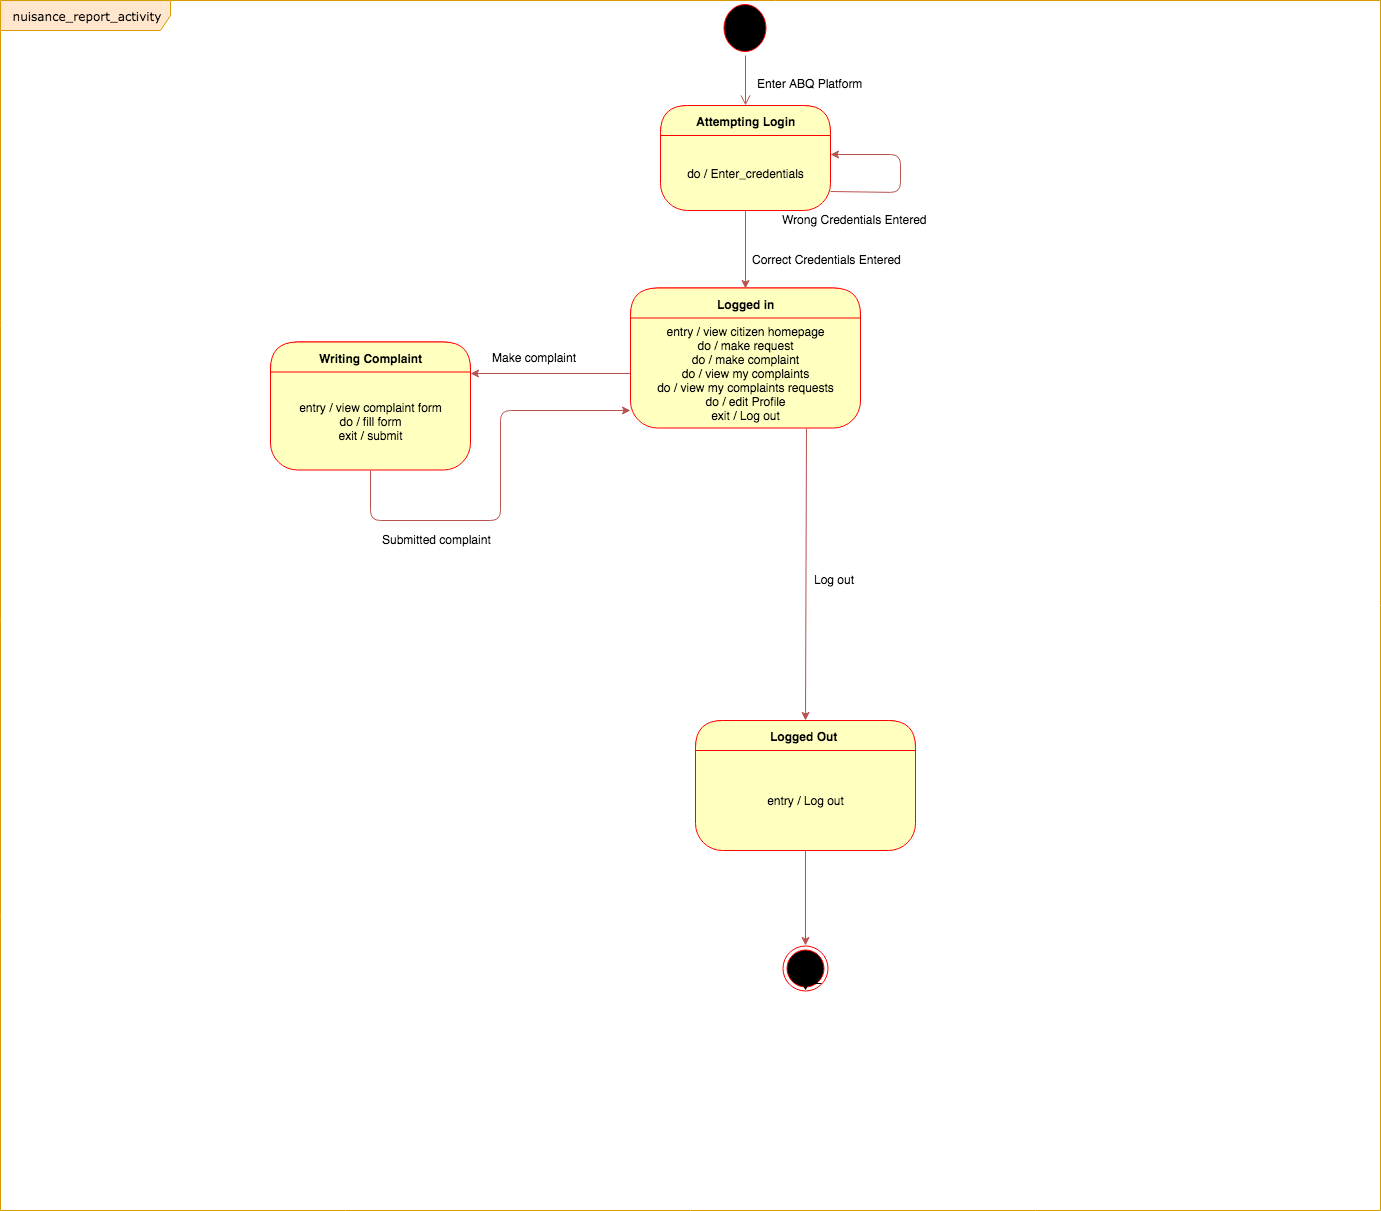 nuisance_report_activity
Enter ABQ Platform
Attempting Login
do / Enter_credentials
Wrong Credentials Entered
Correct Credentials Entered
Logged in
entry / view citizen homepage
do / make request
do / make complaint
do / view my complaints
do / view my complaints requests
do / edit Profile
exit / Log out
Make complaint
Writing Complaint
entry / view complaint form
do / fill form
exit / submit
Submitted complaint
Log out
Logged Out
entry / Log out